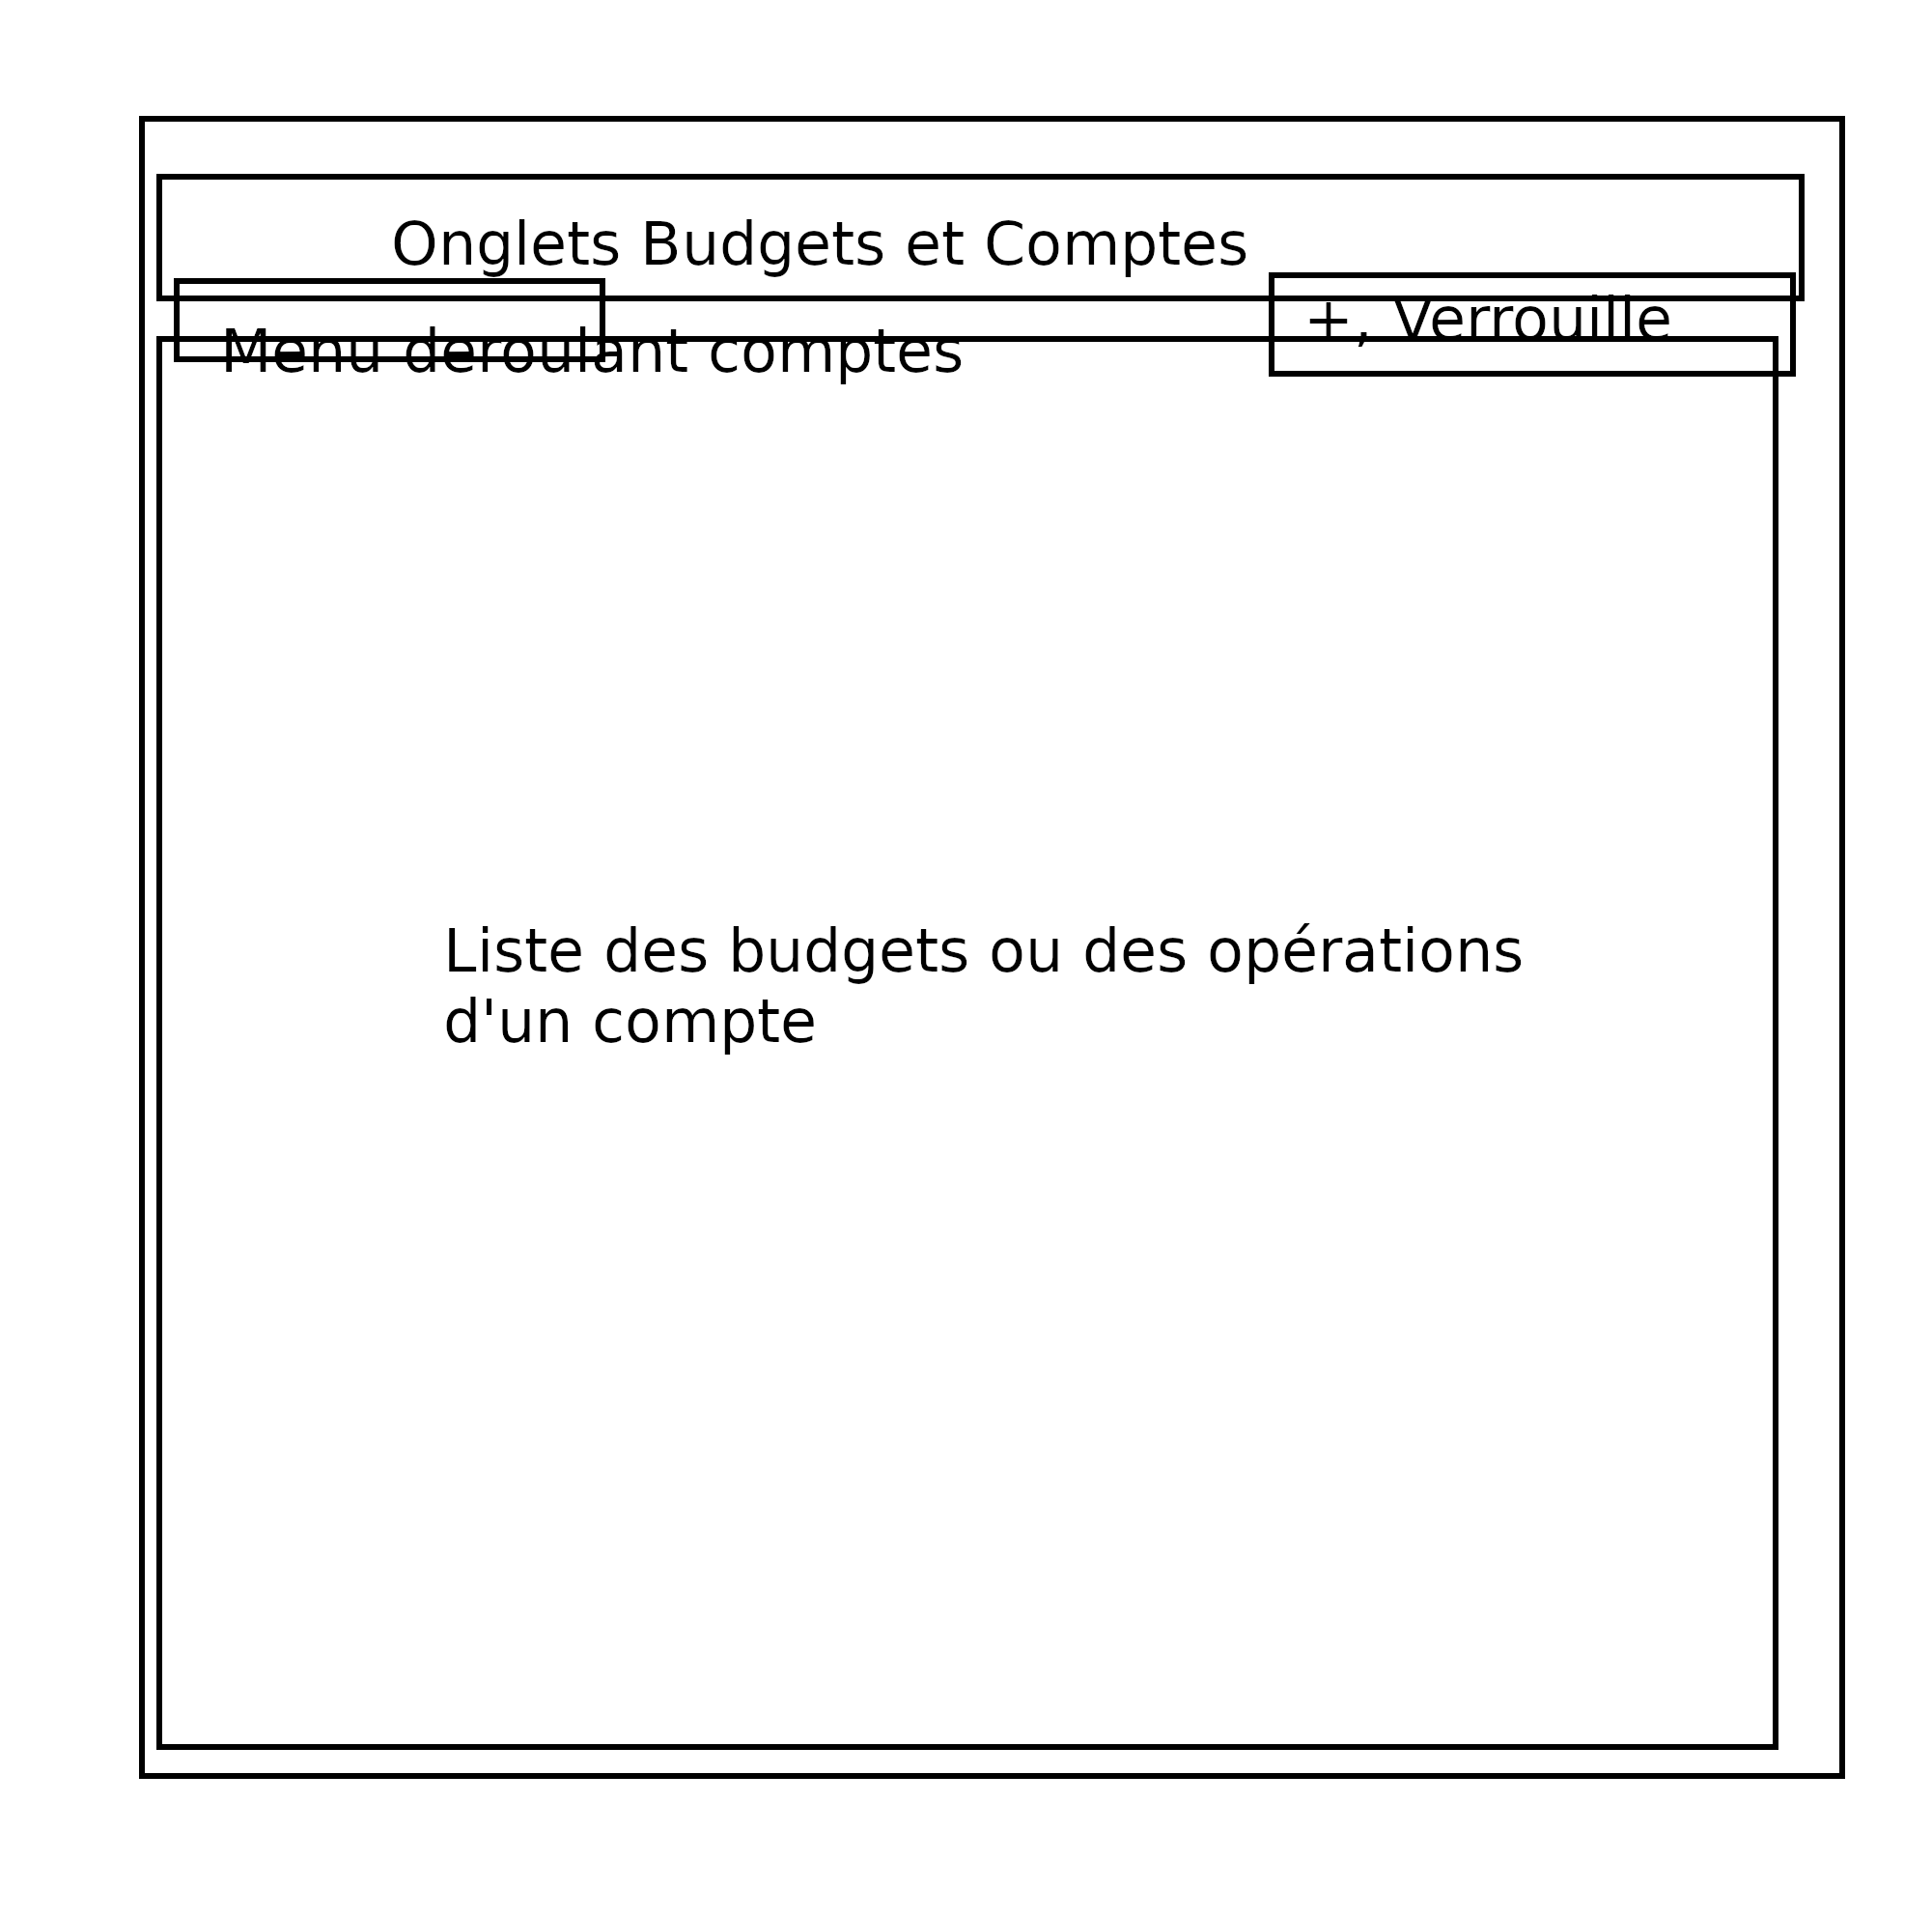 Onglets Budgets et Comptes
+, Verrouille
Menu deroulant comptes
Liste des budgets ou des opérations
d'un compte